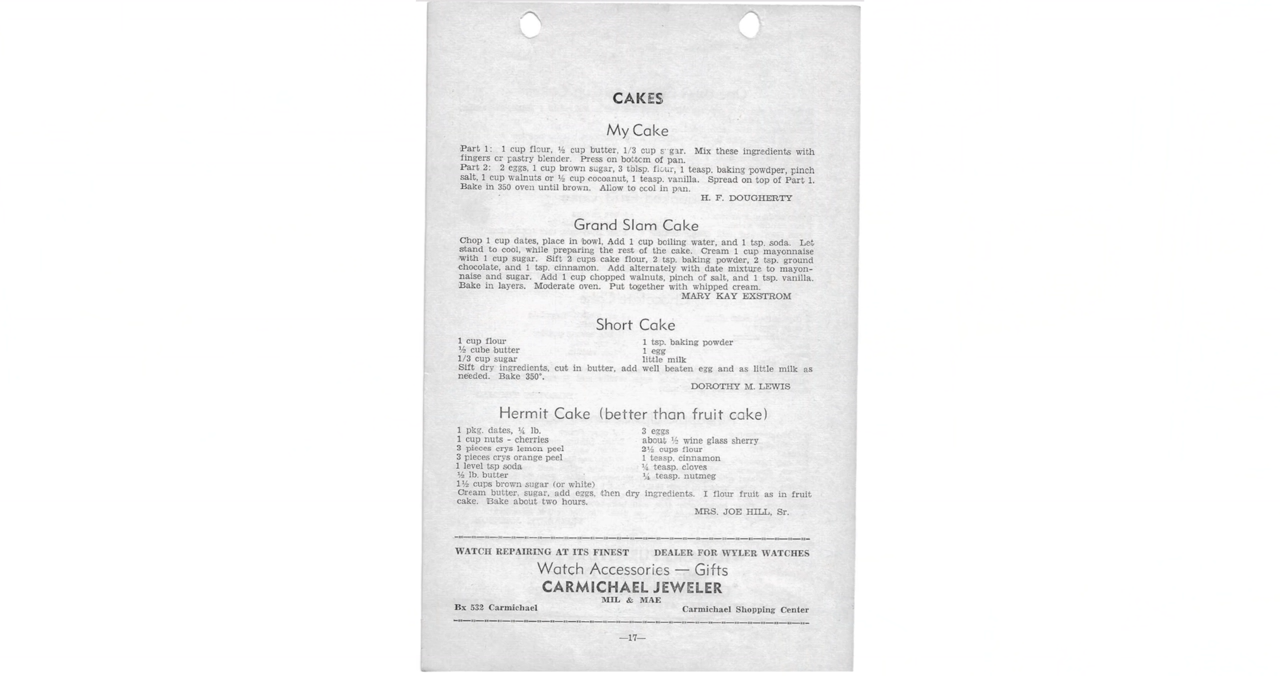 CAKES
My Cake
Part 1: 1 cup flour, ½ cup butter, 1/3 cup sugar. Mix these ingredients with
fingers or pastry blender. Press on bottom of pan.
Part 2: 2 eggs, 1 cup brown sugar, 3 tblsp. flour, 1 teasp. baking powdper, pinch
salt, 1 cup walnuts or ½ cup cocoanut, 1 teasp. vanilla. Spread on top of Part 1.
Bake in 350 oven until brown. Allow to cool in pan.
H. F. DOUGHERTY
Grand Slam Cake
Chop 1 cup dates, place in bowl, Add 1 cup boiling water, and 1 tsp. soda. Let
stand to cool, while preparing the rest of the cake. Cream 1 cup mayonnaise
with 1 cup sugar. Sift 2 cups cake flour, 2 tsp. baking powder, 2 tsp. ground
chocolate, and 1 tsp. cinnamon. Add alternately with date mixture to mayon-
naise and sugar. Add 1 cup chopped walnuts, pinch of salt, and 1 tsp. vanilla.
Bake in layers. Moderate oven. Put together with whipped cream.
MARY KAY EXSTROM
Short Cake
1 cup flour
½ cube butter
1/3 cup sugar
1 tsp. baking powder
1 egg
little milk
Sift dry ingredients, cut in butter, add well beaten egg and as little milk as
needed. Bake 350°.
DOROTHY M. LEWIS
Hermit Cake (better than fruit cake)
1 pkg. dates, ¼ lb.
1 cup nuts - cherries
3 pieces crys lemon peel
3 pieces crys orange peel
1 level tsp soda
½ lb. butter
1½ cups brown sugar (or white)
3 eggs
about ½ wine glass sherry
2½ cups flour
1 teasp. cinnamon
¼ teasp. cloves
¼ teasp. nutmeg
Cream butter, sugar, add eggs, then dry ingredients. I flour fruit as in fruit
cake. Bake about two hours.
MRS. JOE HILL, Sr.
WATCH REPAIRING AT ITS FINEST DEALER FOR WYLER WATCHES
Watch Accessories — Gifts
CARMICHAEL JEWELER
MIL & MAE
Bx 532 Carmichael Carmichael Shopping Center
—17—